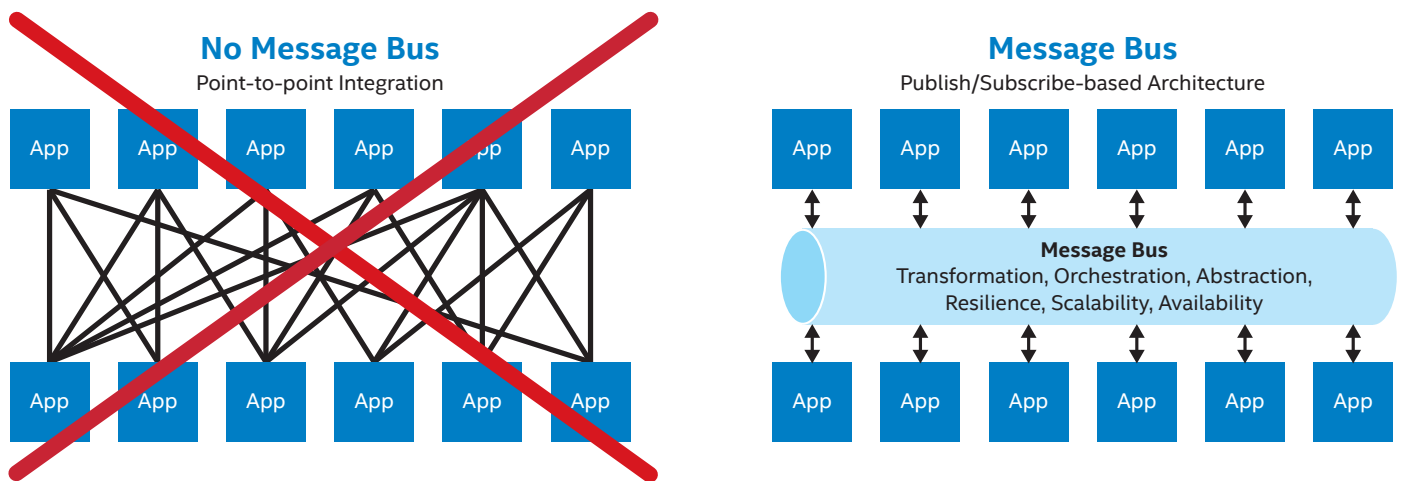 No Message Bus
Point-to-point Integration
App App App App App App
App App App App App App
Message Bus
Publish/Subscribe-based Architecture
App App App App App App
Message Bus
Transformation, Orchestration, Abstraction,
Resilience, Scalability, Availability
App App App App App App